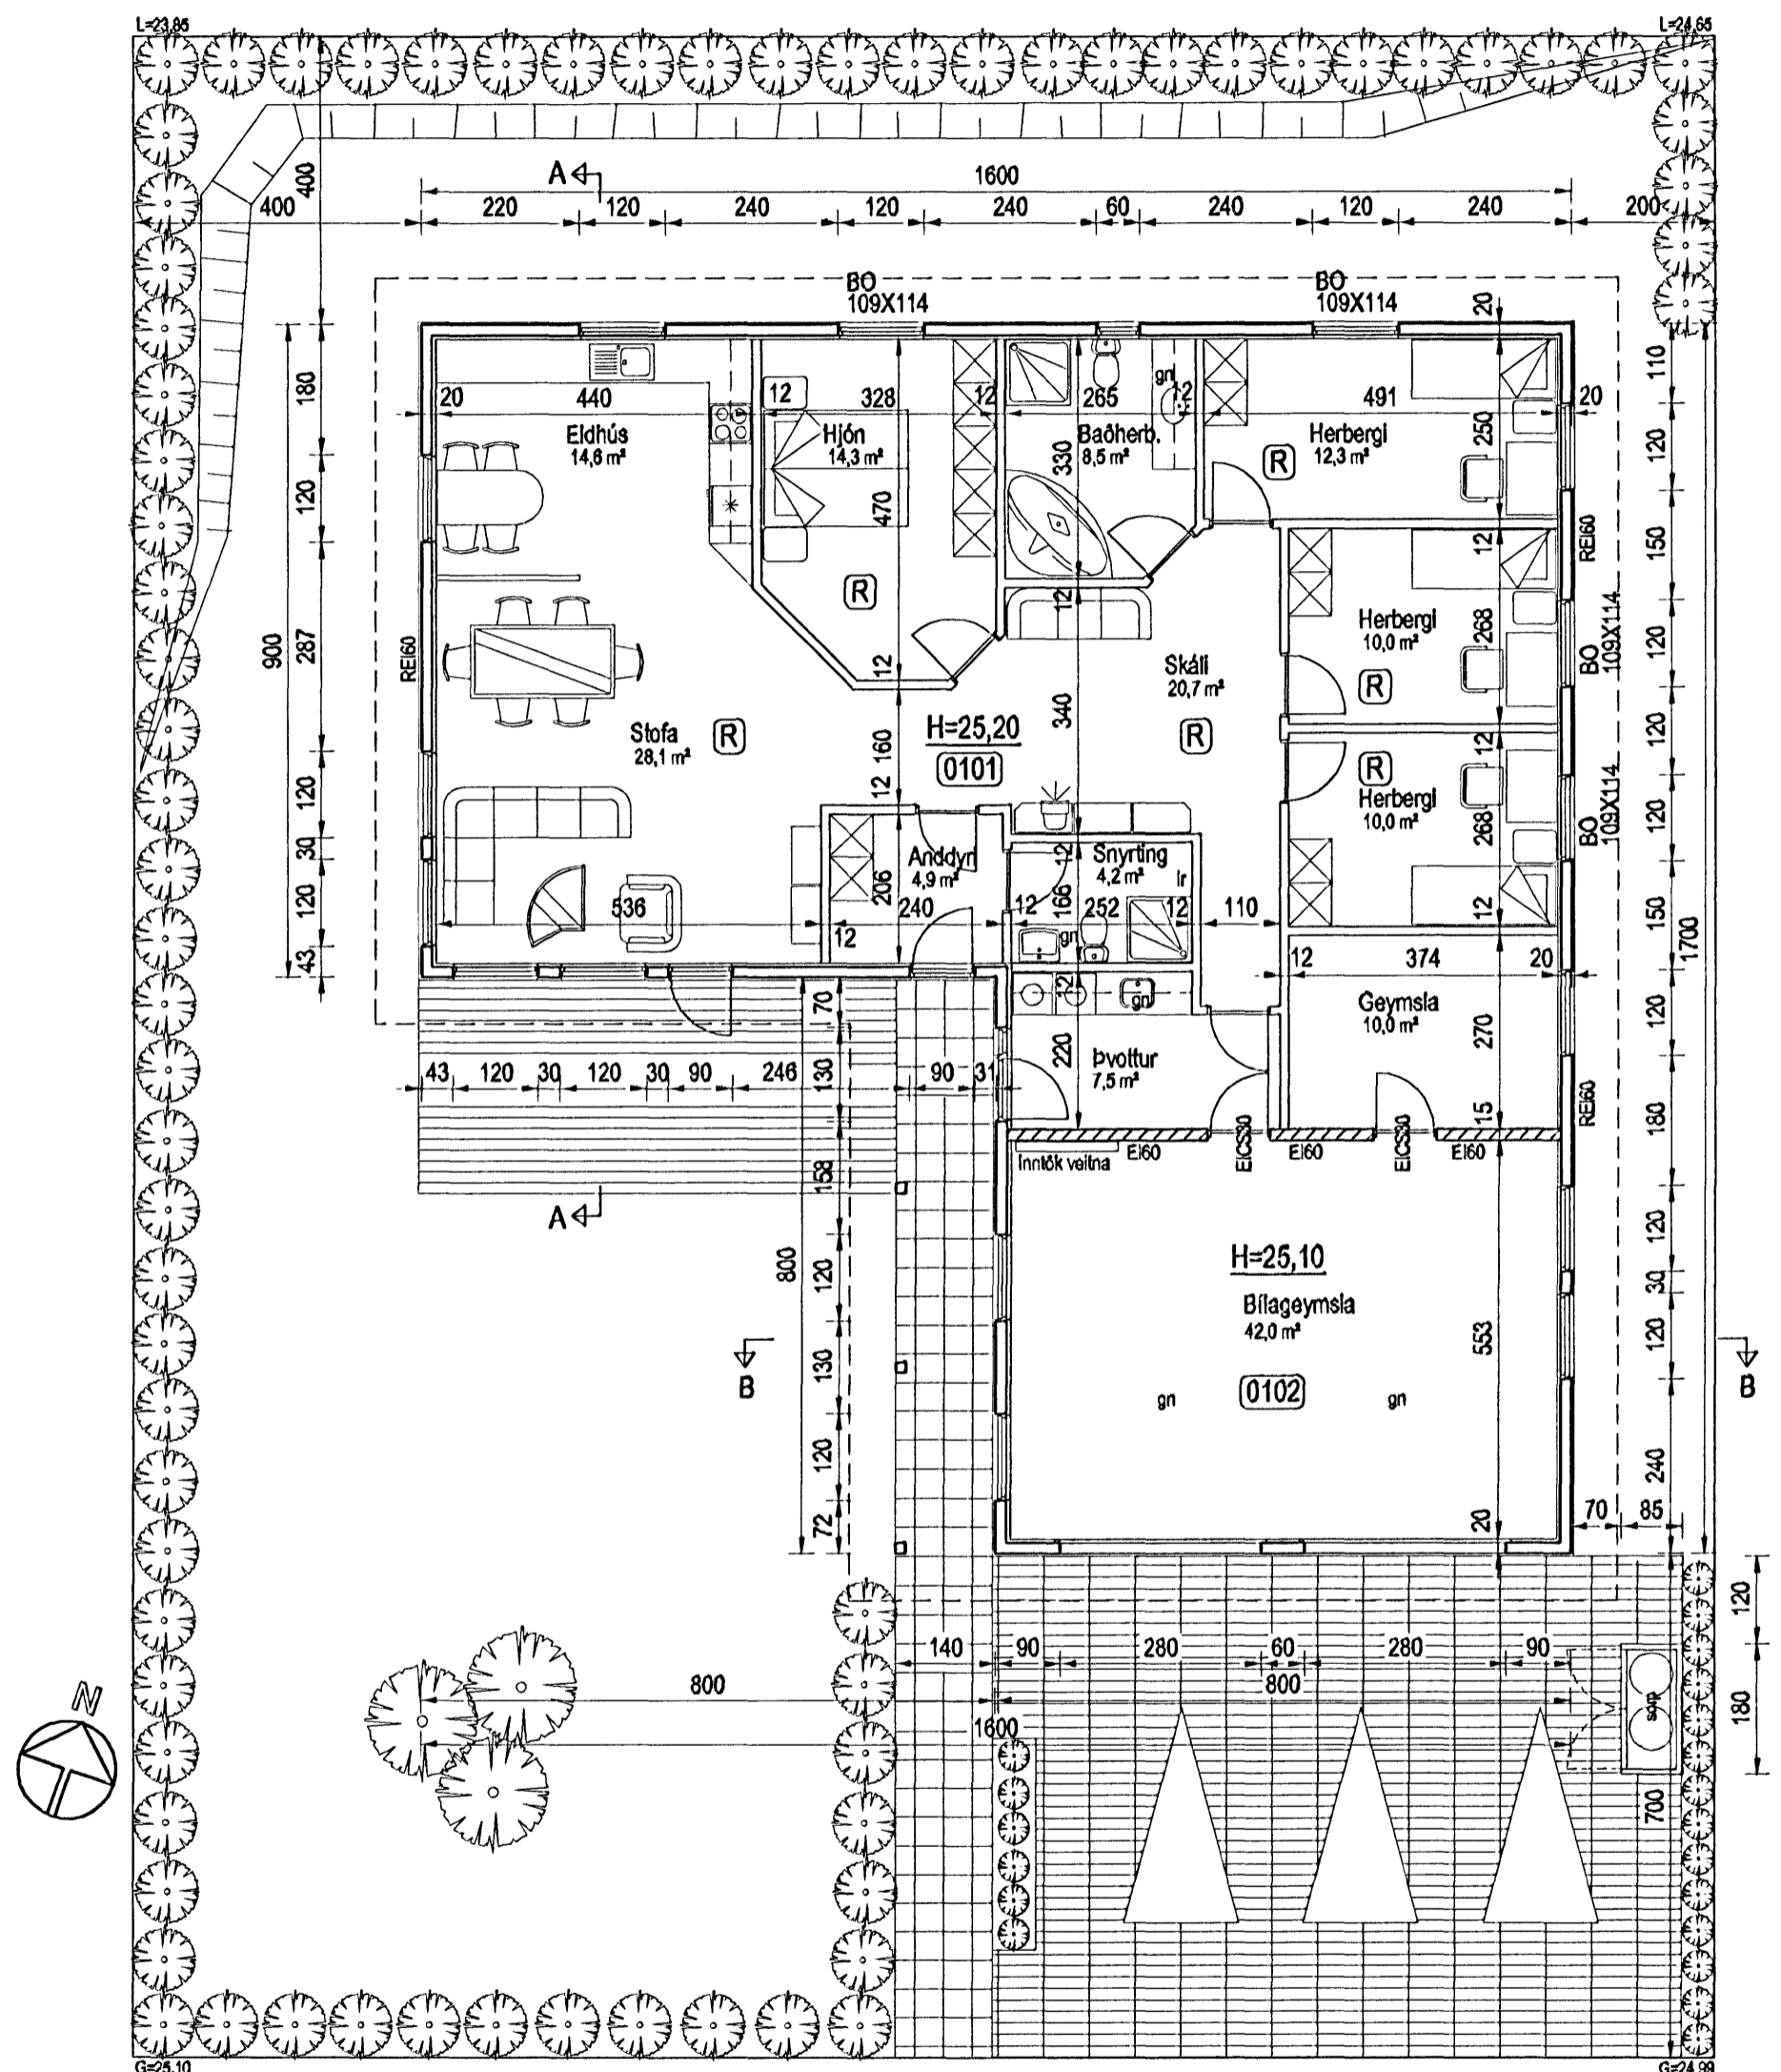 L=23,85
L=24,65
A
1600
400
400
220
120
240
120
240
60
240
120
240
200
BO
109X114
BO
109X114
20
20
440
12
328
12
265
gn
12
491
20
Eldhús
14,6 m²
Hjón
14,3 m²
Baðherb.
8,5 m²
Herbergi
12,3 m²
R
180
120
287
120
30
120
43
900
REI60
470
330
250
R
12
12
12
REI60
110
120
150
120
120
120
150
120
180
120
30
120
240
1700
Herbergi
10,0 m²
268
R
BO
109X114
Skáli
20,7 m²
R
340
Stofa
28,1 m²
R
H=25,20
0101
160
12
12
R
Herbergi
10,0 m²
268
BO
109X114
Anddyri
4,9 m²
206
12
Snyrting
4,2 m²
lr
166
536
12
240
12
252
12
110
12
gn
12
374
20
12
gn
Geymsla
10,0 m²
270
Þvottur
7,5 m²
220
15
REI60
70
130
158
120
130
120
72
800
43
120
30
120
30
90
246
90
31
A
Inntök veitna
EI60
EICS30
EI60
EICS30
EI60
H=25,10
Bílageymsla
42,0 m²
0102
gn
gn
553
20
B
B
70
85
140
90
280
60
280
90
800
800
1600
120
180
700
sorp
N
G=25,10
G=24,99